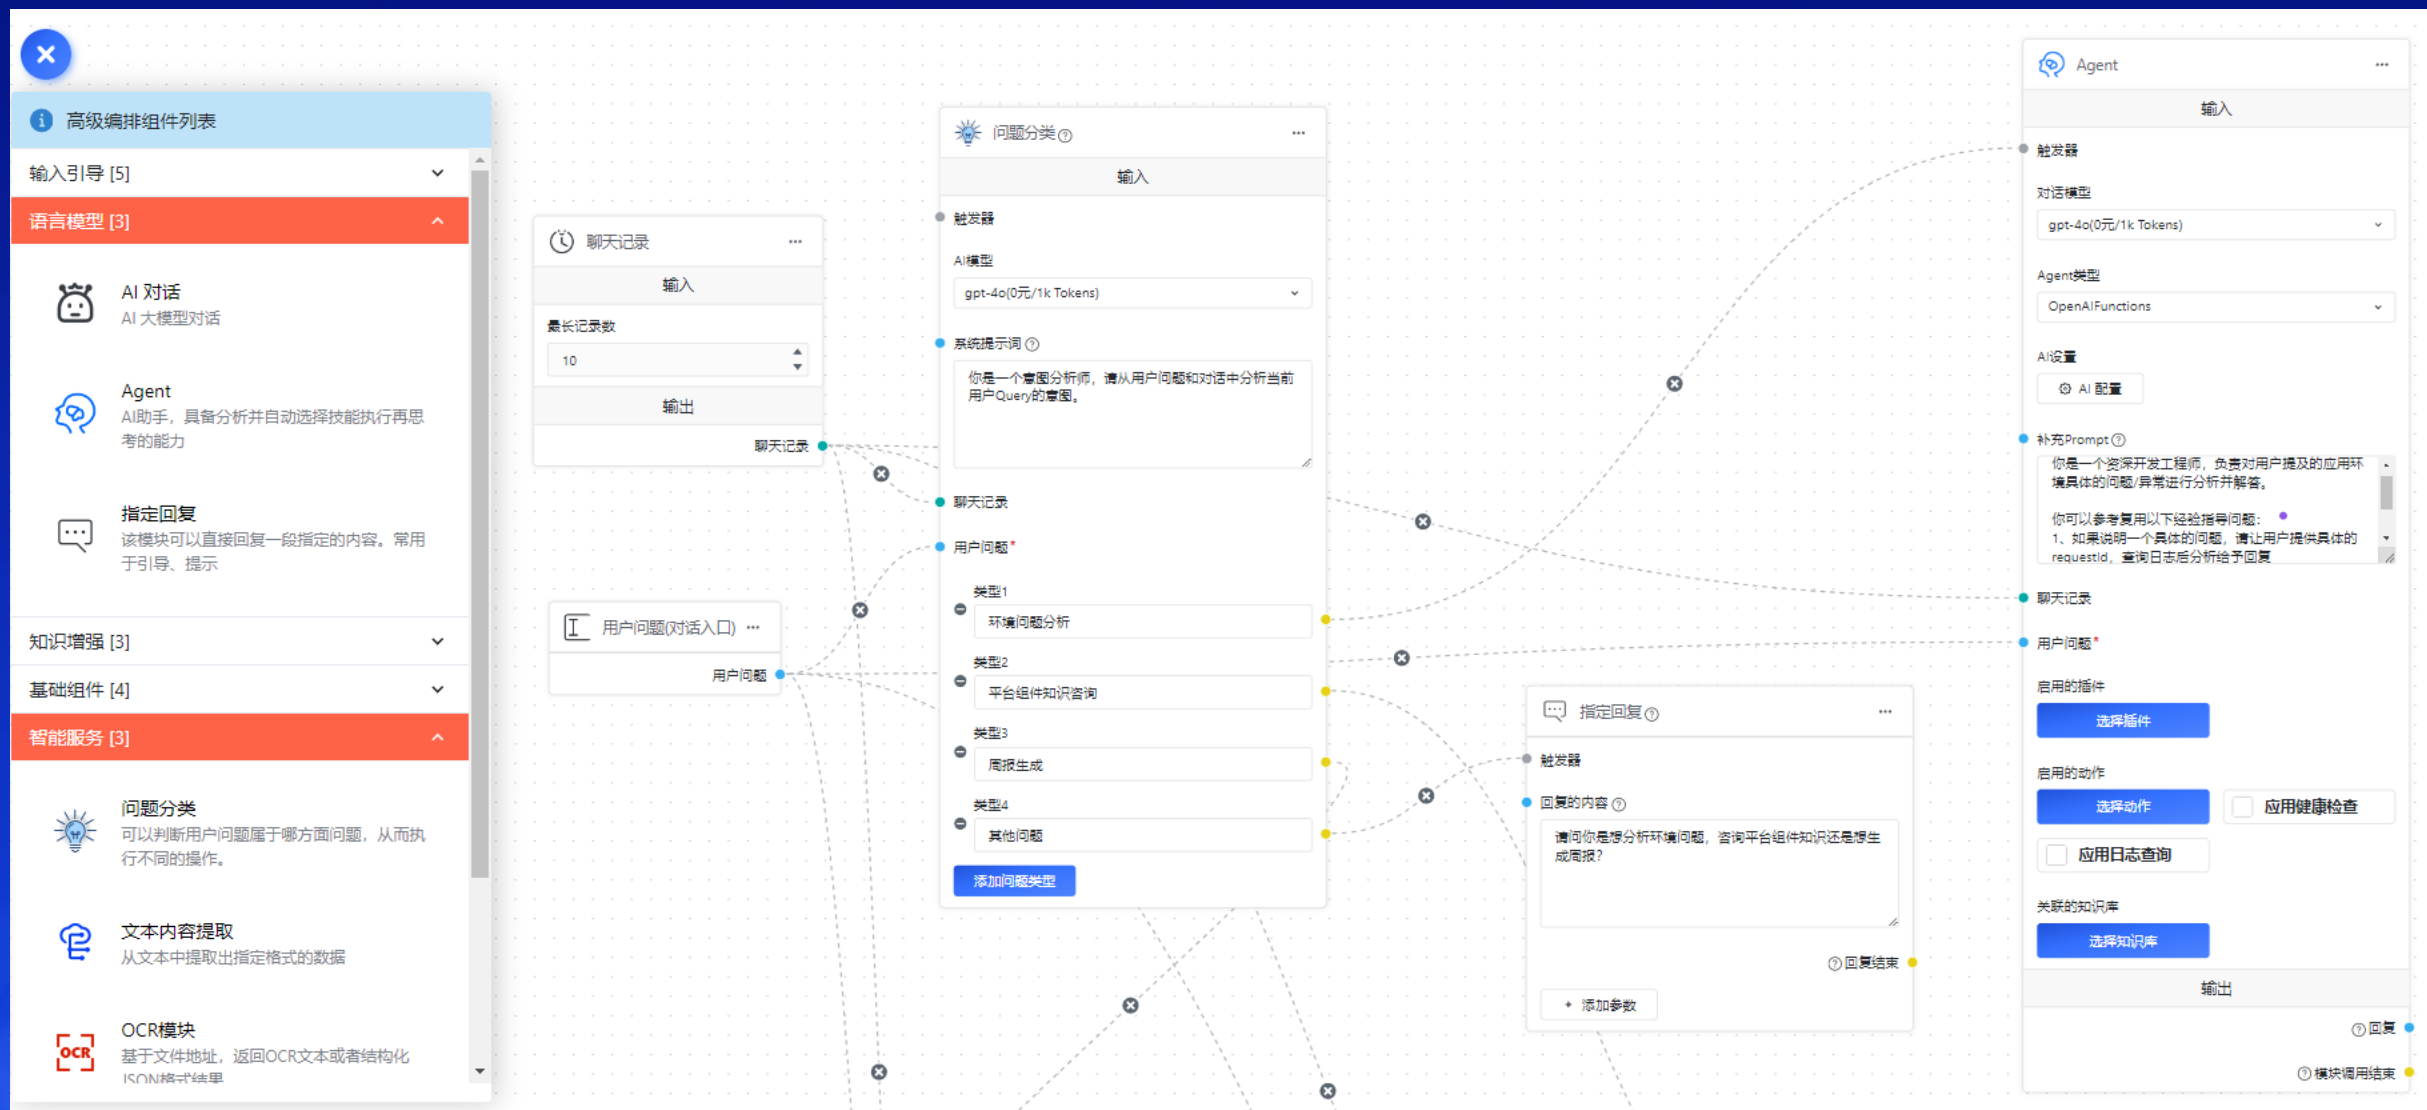 高级编排组件列表
输入引导 [5]
语言模型 [3]
AI 对话
AI 大模型对话
Agent
AI助手，具备分析并自动选择技能执行再思
考的能力
指定回复
该模块可以直接回复一段指定的内容。常用
于引导、提示
知识增强 [3]
基础组件 [4]
智能服务 [3]
问题分类
可以判断用户问题属于哪方面问题，从而执
行不同的操作。
文本内容提取
从文本中提取出指定格式的数据
OCR
OCR模块
基于文件地址，返回OCR文本或者结构化
JSON格式结果
聊天记录
输入
最长记录数
10
输出
聊天记录
用户问题(对话入口)
用户问题
问题分类
输入
触发器
AI模型
gpt-4o(0元/1k Tokens)
系统提示词
你是一个意图分析师，请从用户问题和对话中分析当前
用户Query的意图。
聊天记录
用户问题*
类型1
环境问题分析
类型2
平台组件知识咨询
类型3
周报生成
类型4
其他问题
添加问题类型
指定回复
触发器
回复的内容
请问你是想分析环境问题，咨询平台组件知识还是想生
成周报？
回复结束
+ 添加参数
Agent
输入
触发器
对话模型
gpt-4o(0元/1k Tokens)
Agent类型
OpenAIFunctions
AI设置
AI 配置
补充Prompt
你是一个资深开发工程师，负责对用户提及的应用环
境具体的问题/异常进行分析并解答。
你可以参考复用以下经验指导问题：
1、如果说明一个具体的问题，请让用户提供具体的
requestId，查询日志后分析给予回复
聊天记录
用户问题*
启用的插件
选择插件
启用的动作
选择动作
应用健康检查
应用日志查询
关联的知识库
选择知识库
输出
回复
模块调用结束